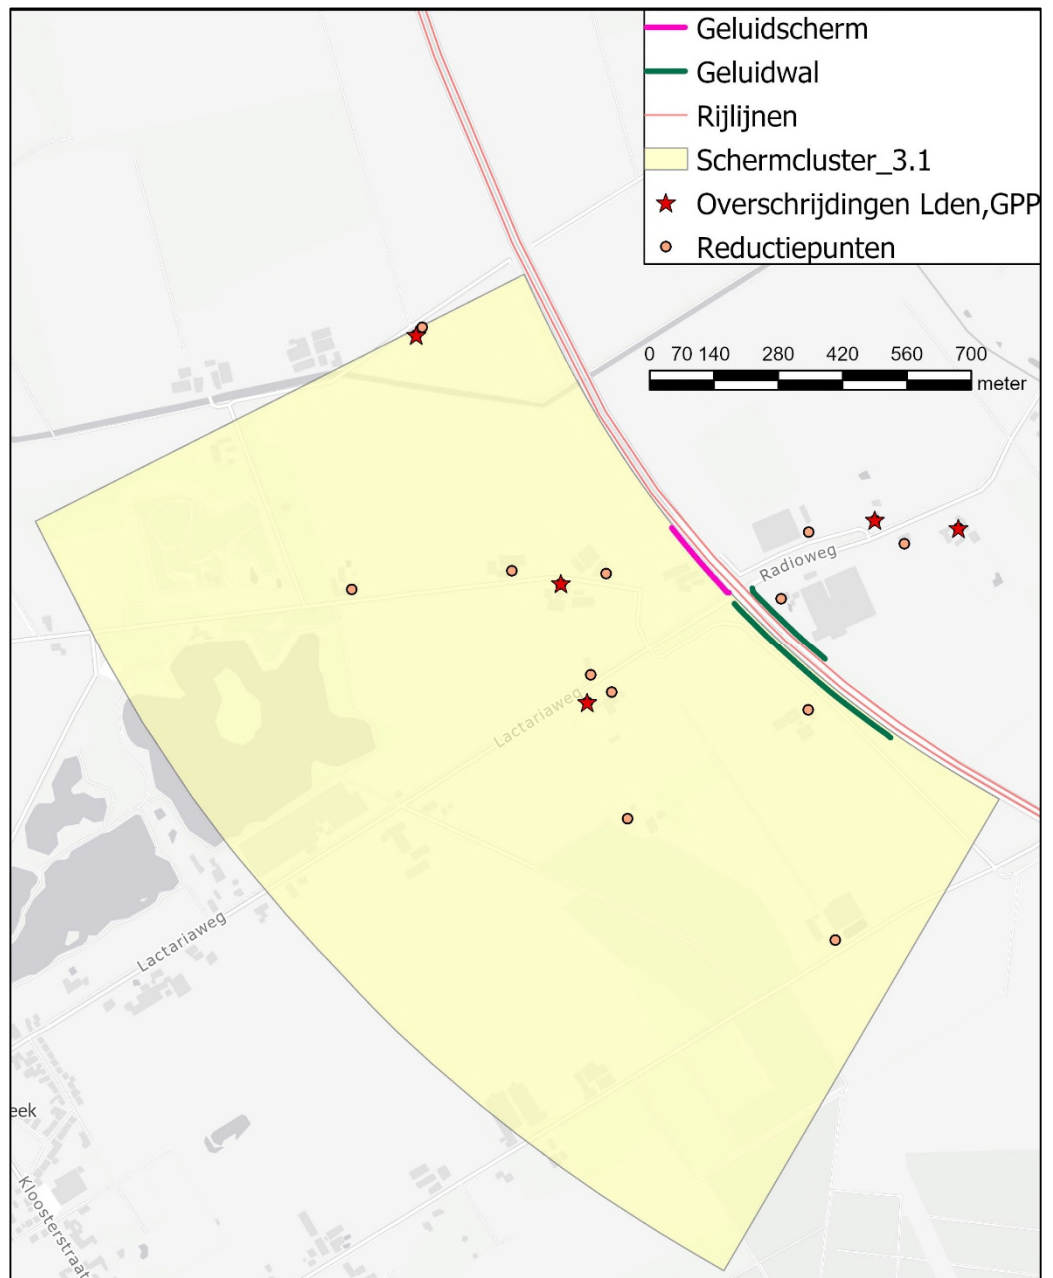 Geluidscherm
Geluidwal
Rijlijnen
Schermcluster_3.1
Overschrijdingen Lden,GPP
Reductiepunten
0 70 140 280 420 560 700
meter
Radioweg
Lactariaweg
Lactariaweg
eek
Kloosterstraat